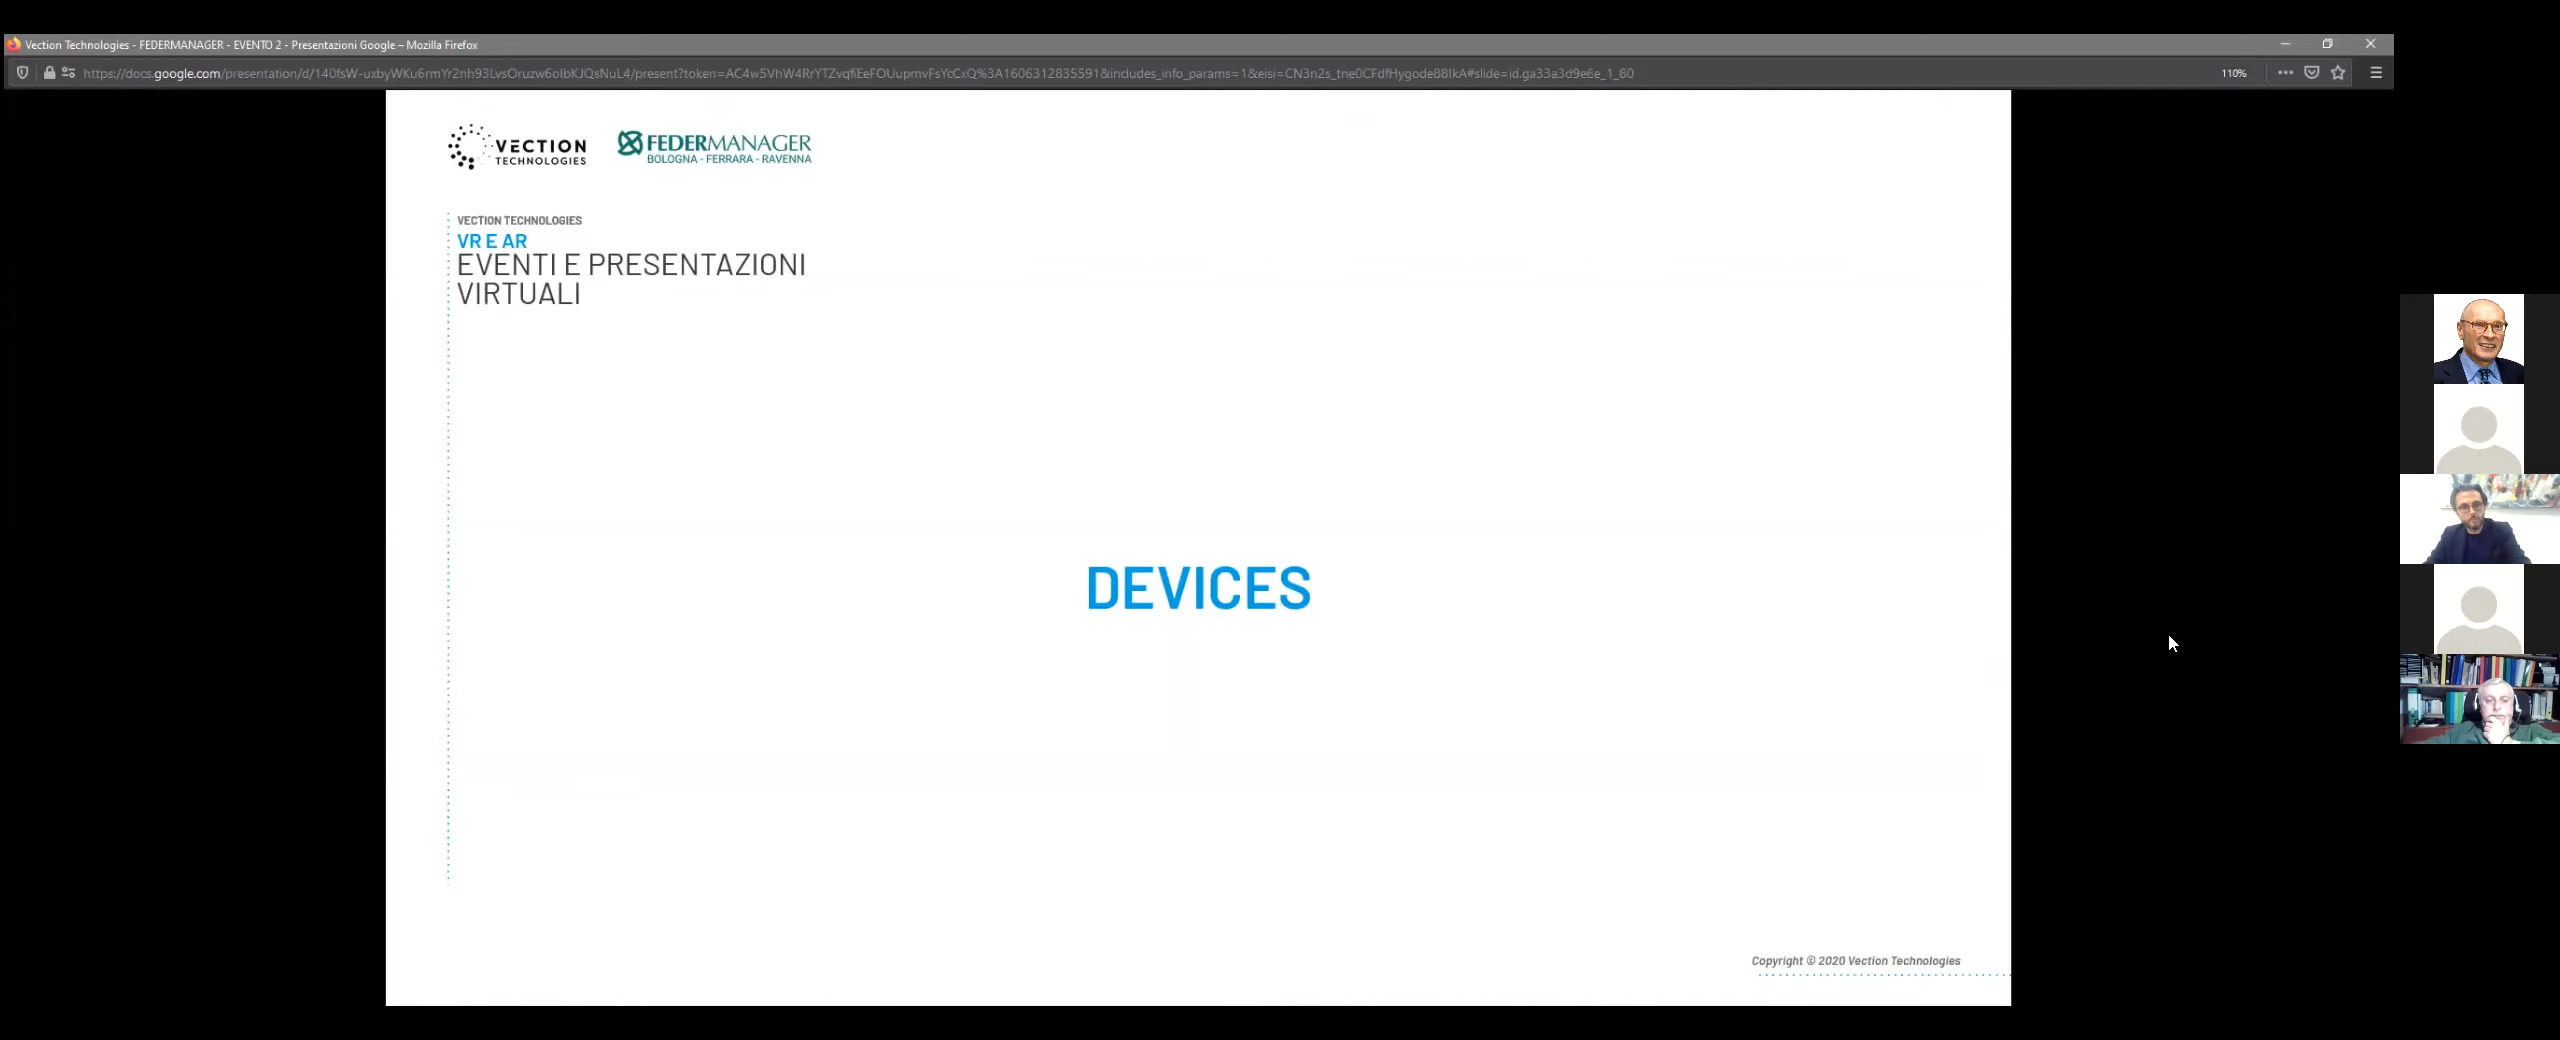 Vection Technologies - FEDERMANAGER - EVENTO 2 - Presentazioni Google – Mozilla Firefox
110%
VECTION
TECHNOLOGIES
FEDERMANAGER
BOLOGNA - FERRARA - RAVENNA
VECTION TECHNOLOGIES
VR E AR
EVENTI E PRESENTAZIONI
VIRTUALI
DEVICES
Copyright © 2020 Vection Technologies